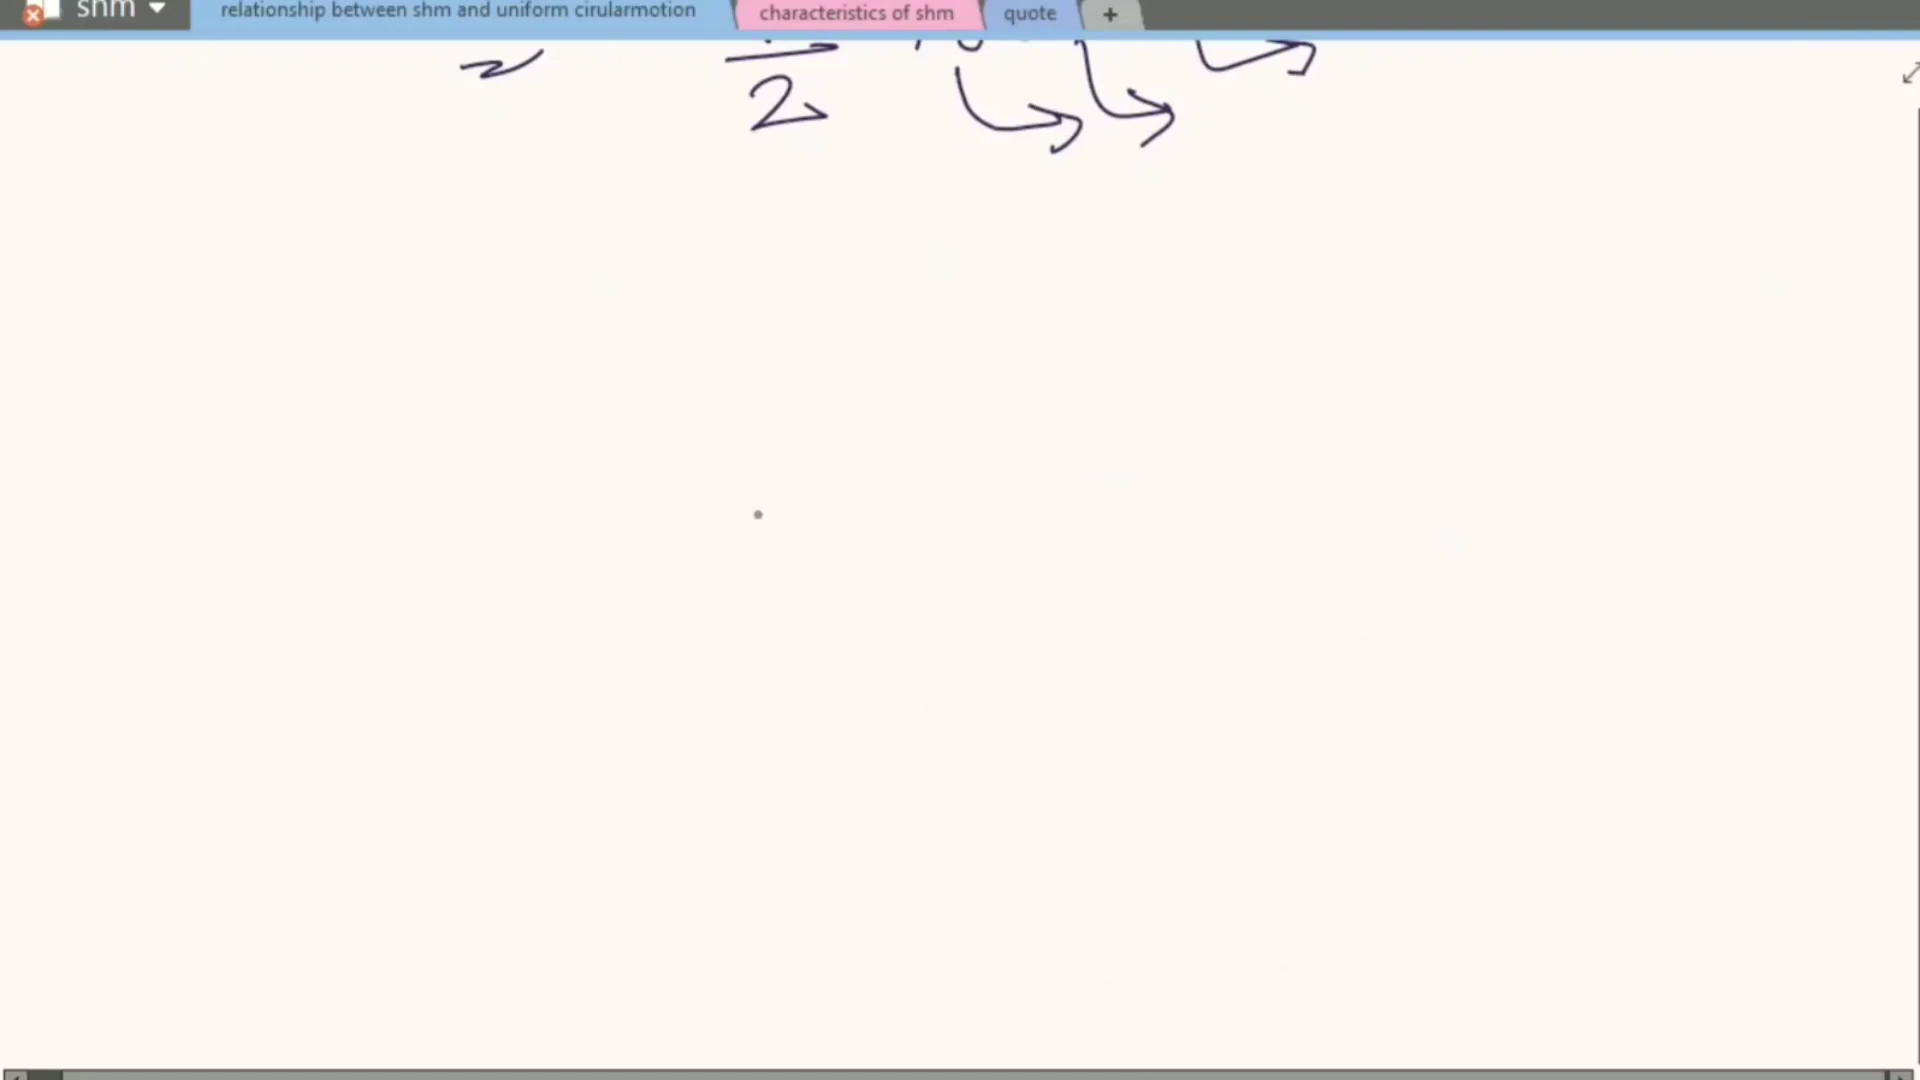 shm relationship between shm and uniform cirularmotion characteristics of shm quote +
2